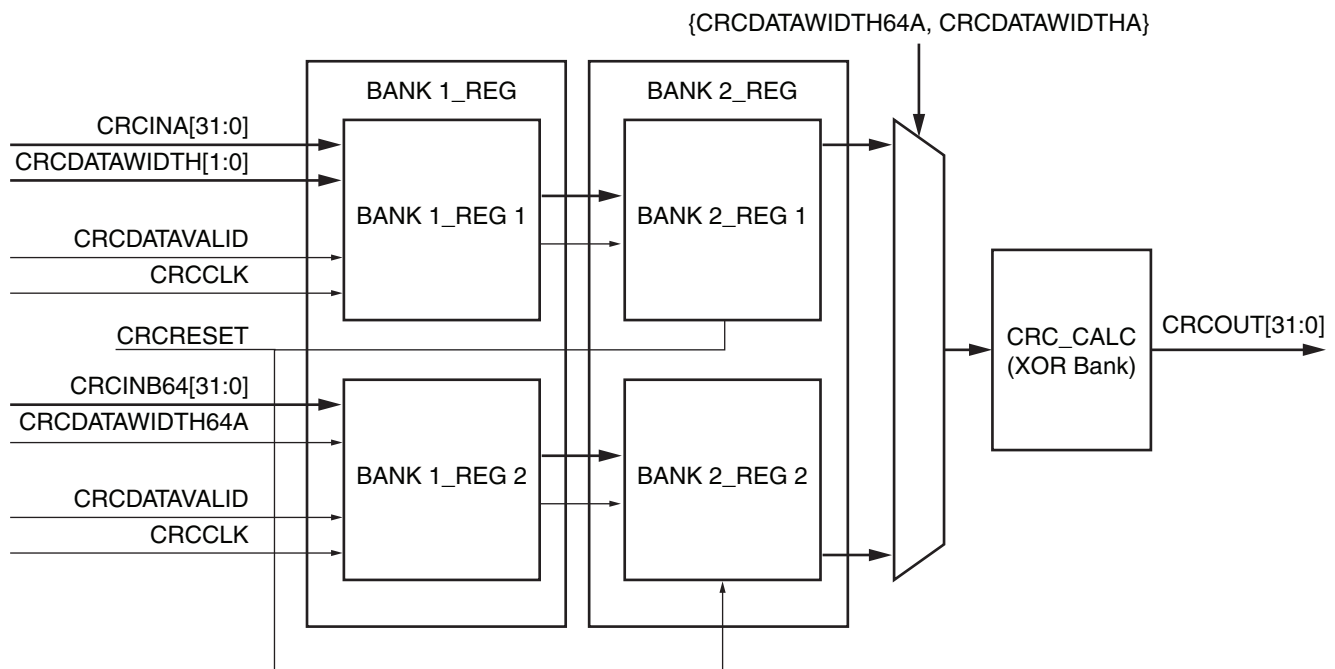 {CRCDATAWIDTH64A, CRCDATAWIDTHA}
BANK 1_REG
BANK 2_REG
CRCINA[31:0]
CRCDATAWIDTH[1:0]
BANK 1_REG 1
BANK 2_REG 1
CRCDATAVALID
CRCCLK
CRCRESET
CRC_CALC
(XOR Bank)
CRCOUT[31:0]
CRCINB64[31:0]
CRCDATAWIDTH64A
BANK 1_REG 2
BANK 2_REG 2
CRCDATAVALID
CRCCLK